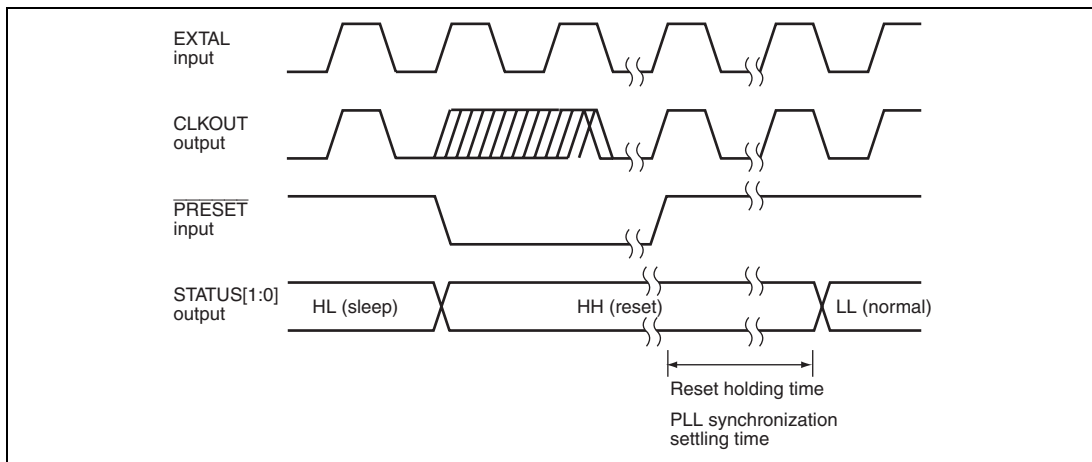 EXTAL
input
CLKOUT
output
PRESET
input
STATUS[1:0]
output
HL (sleep)
HH (reset)
LL (normal)
Reset holding time
PLL synchronization
settling time